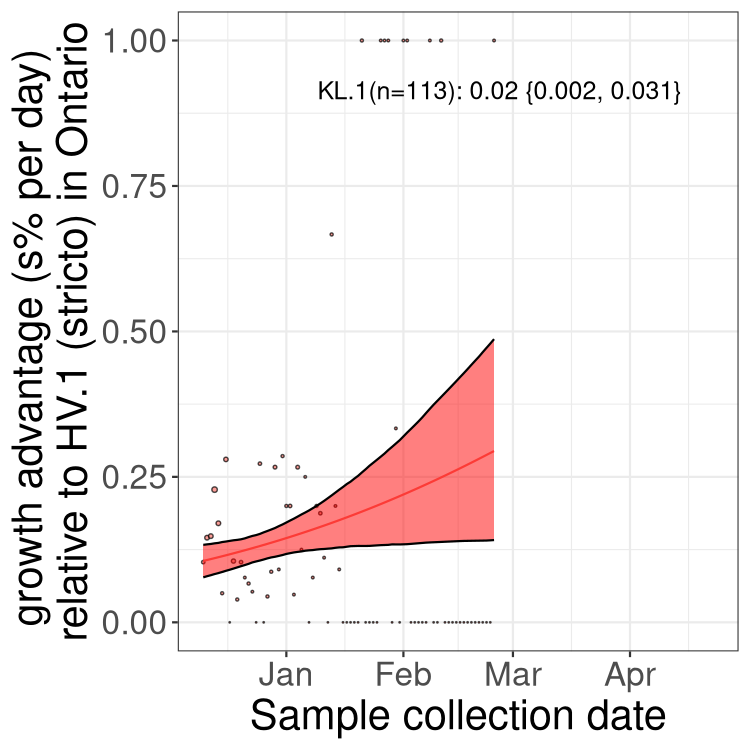 growth advantage (s% per day)
relative to HV.1 (stricto) in Ontario
1.00
0.75
0.50
0.25
0.00
KL.1(n=113): 0.02 {0.002, 0.031}
Jan
Feb
Mar
Apr
Sample collection date